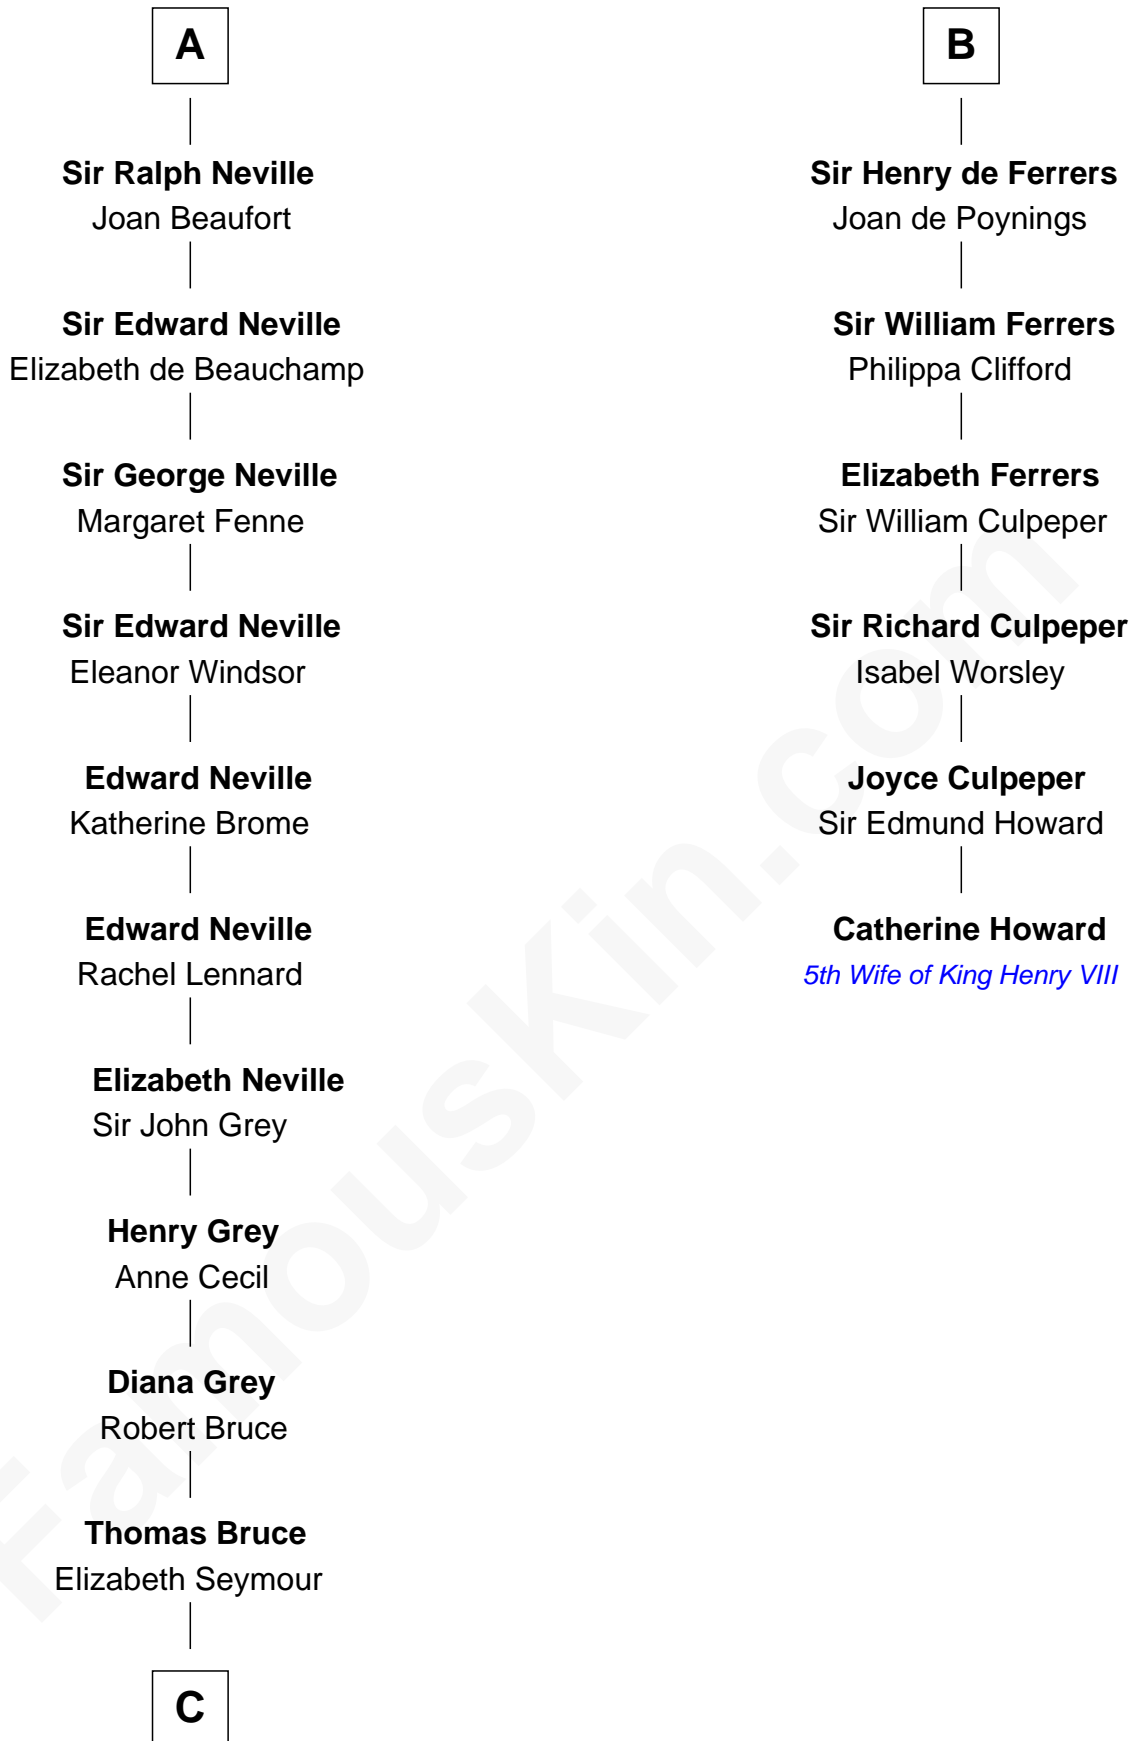 A
Sir Ralph Neville
Joan Beaufort
Sir Edward Neville
Elizabeth de Beauchamp
Sir George Neville
Margaret Fenne
Sir Edward Neville
Eleanor Windsor
Edward Neville
Katherine Brome
Edward Neville
Rachel Lennard
Elizabeth Neville
Sir John Grey
Henry Grey
Anne Cecil
Diana Grey
Robert Bruce
Thomas Bruce
Elizabeth Seymour
C
B
Sir Henry de Ferrers
Joan de Poynings
Sir William Ferrers
Philippa Clifford
Elizabeth Ferrers
Sir William Culpeper
Sir Richard Culpeper
Isabel Worsley
Joyce Culpeper
Sir Edmund Howard
Catherine Howard
5th Wife of King Henry VIII
FamousKin.com